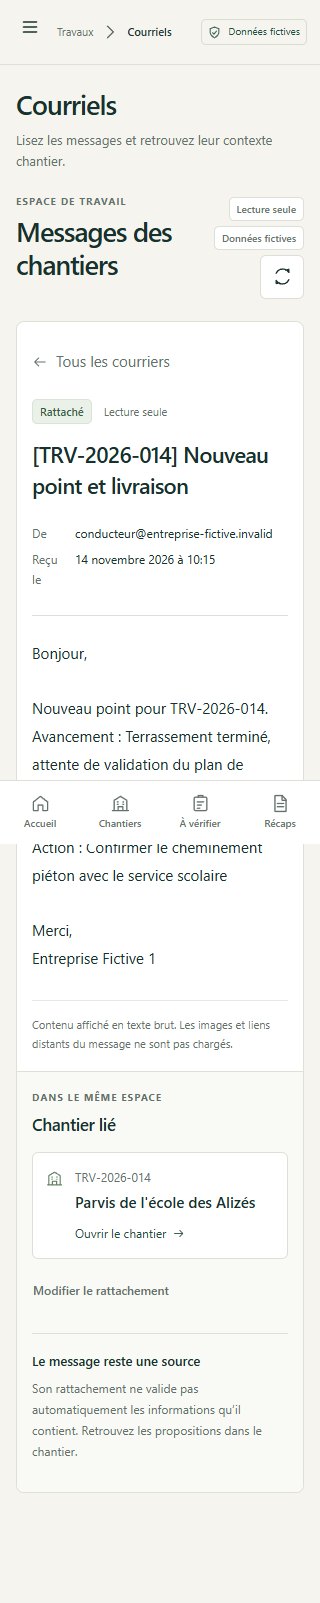 Travaux
Courriels
Données fictives
Courriels
Lisez les messages et retrouvez leur contexte
chantier.
ESPACE DE TRAVAIL
Messages des
chantiers
Lecture seule
Données fictives
← Tous les courriers
Rattaché
Lecture seule
[TRV-2026-014] Nouveau
point et livraison
De conducteur@entreprise-fictive.invalid
Reçu 14 novembre 2026 à 10:15
le
Bonjour,
Nouveau point pour TRV-2026-014.
Avancement : Terrassement terminé,
attente de validation du plan de
Accueil
Chantiers
À vérifier
Récaps
Action : Confirmer le cheminement
piéton avec le service scolaire
Merci,
Entreprise Fictive 1
Contenu affiché en texte brut. Les images et liens
distants du message ne sont pas chargés.
DANS LE MÊME ESPACE
Chantier lié
TRV-2026-014
Parvis de l'école des Alizés
Ouvrir le chantier →
Modifier le rattachement
Le message reste une source
Son rattachement ne valide pas
automatiquement les informations qu’il
contient. Retrouvez les propositions dans le
chantier.